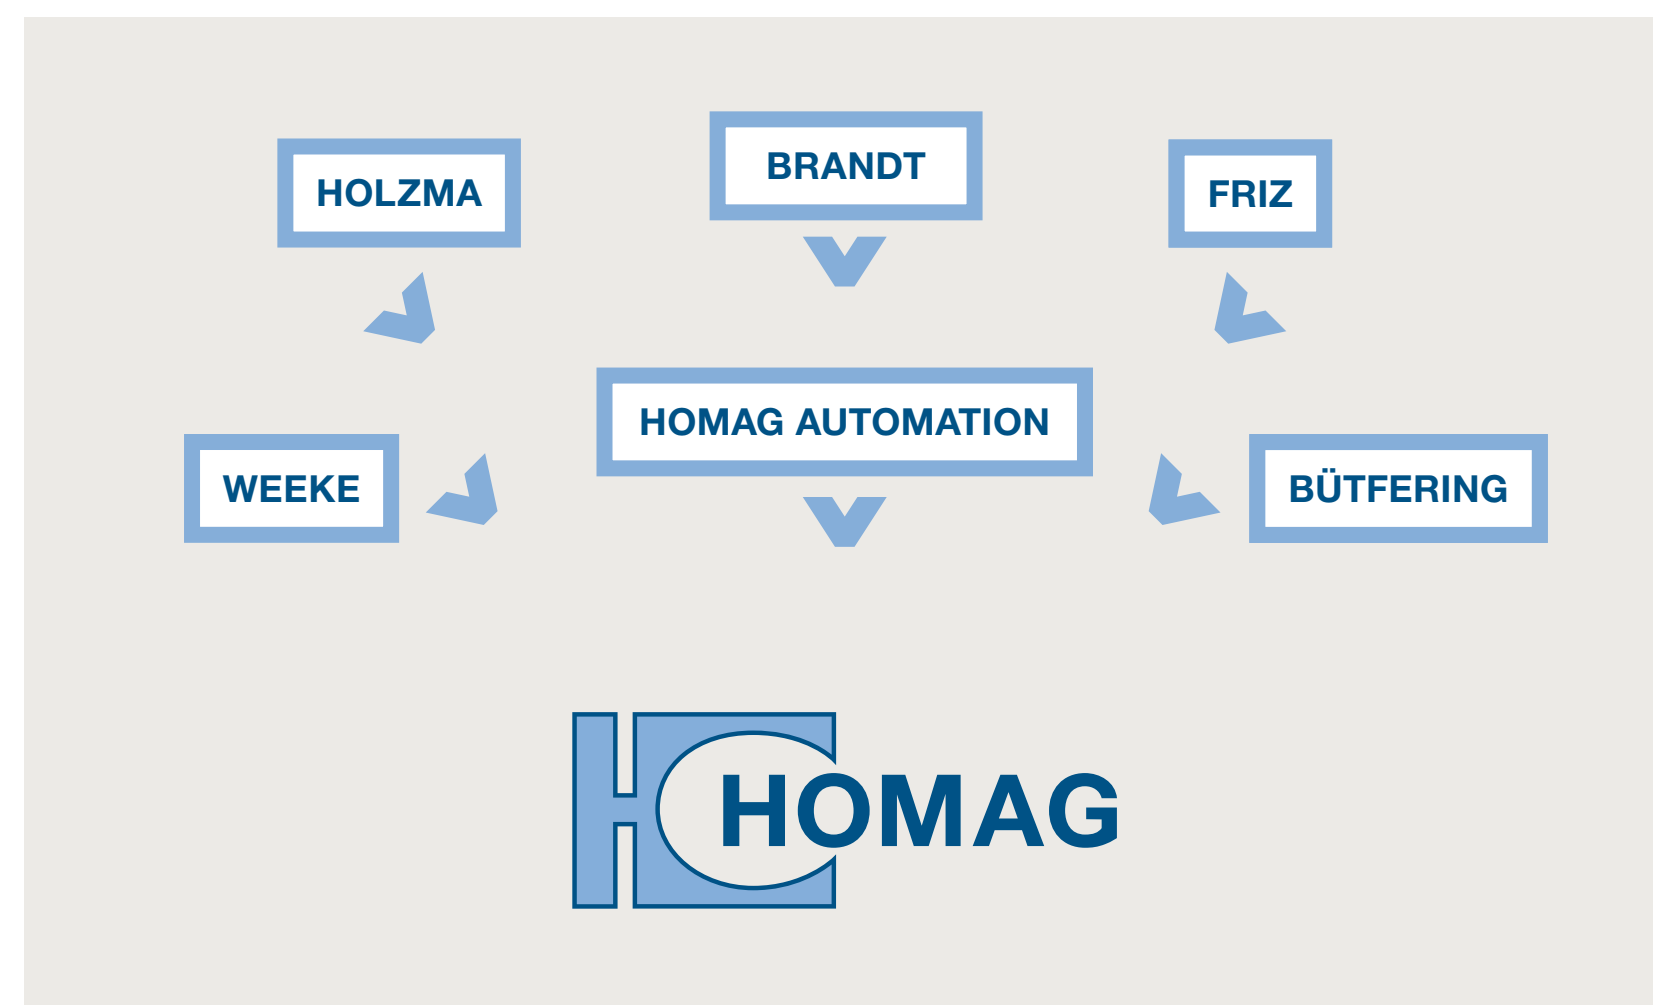 BRANDT
HOLZMA
FRIZ
HOMAG AUTOMATION
WEEKE
BÜTFERING
HOMAG